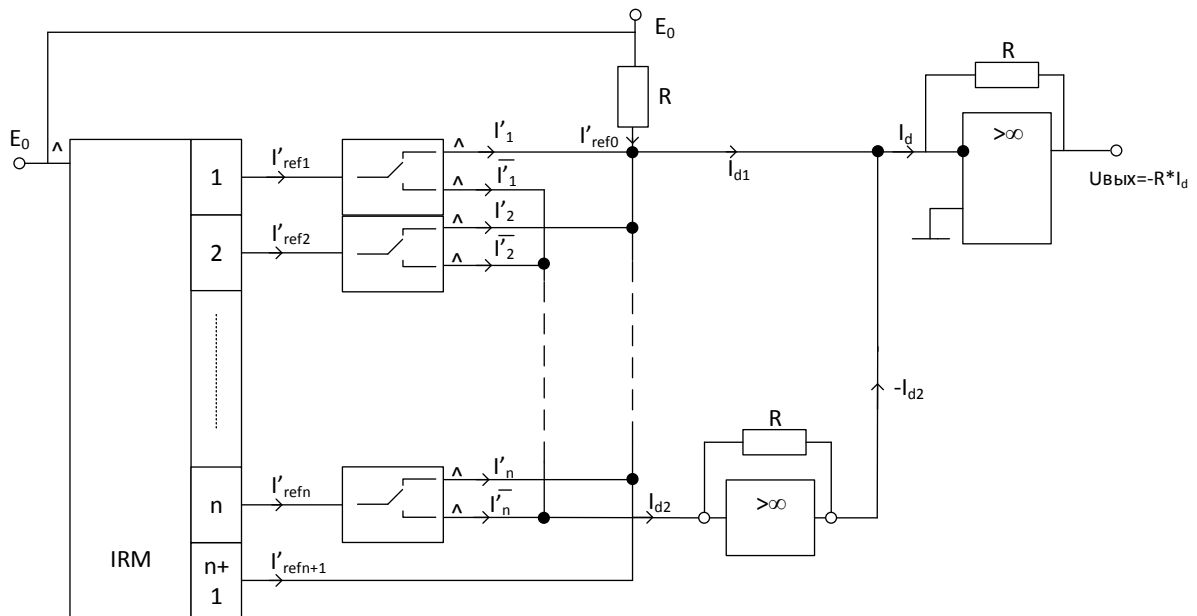 E₀
R
R
E₀
^
I'ref0
I'₁
^
I'ref1
I̅'₁
^
Id1
Id
>∞
Uвых=-R*Id
1
I'₂
^
I'ref2
I̅'₂
^
2
-Id2
R
I'n
^
I'refn
I̅'n
^
Id2
>∞
n
IRM
n+
1
I'refn+1